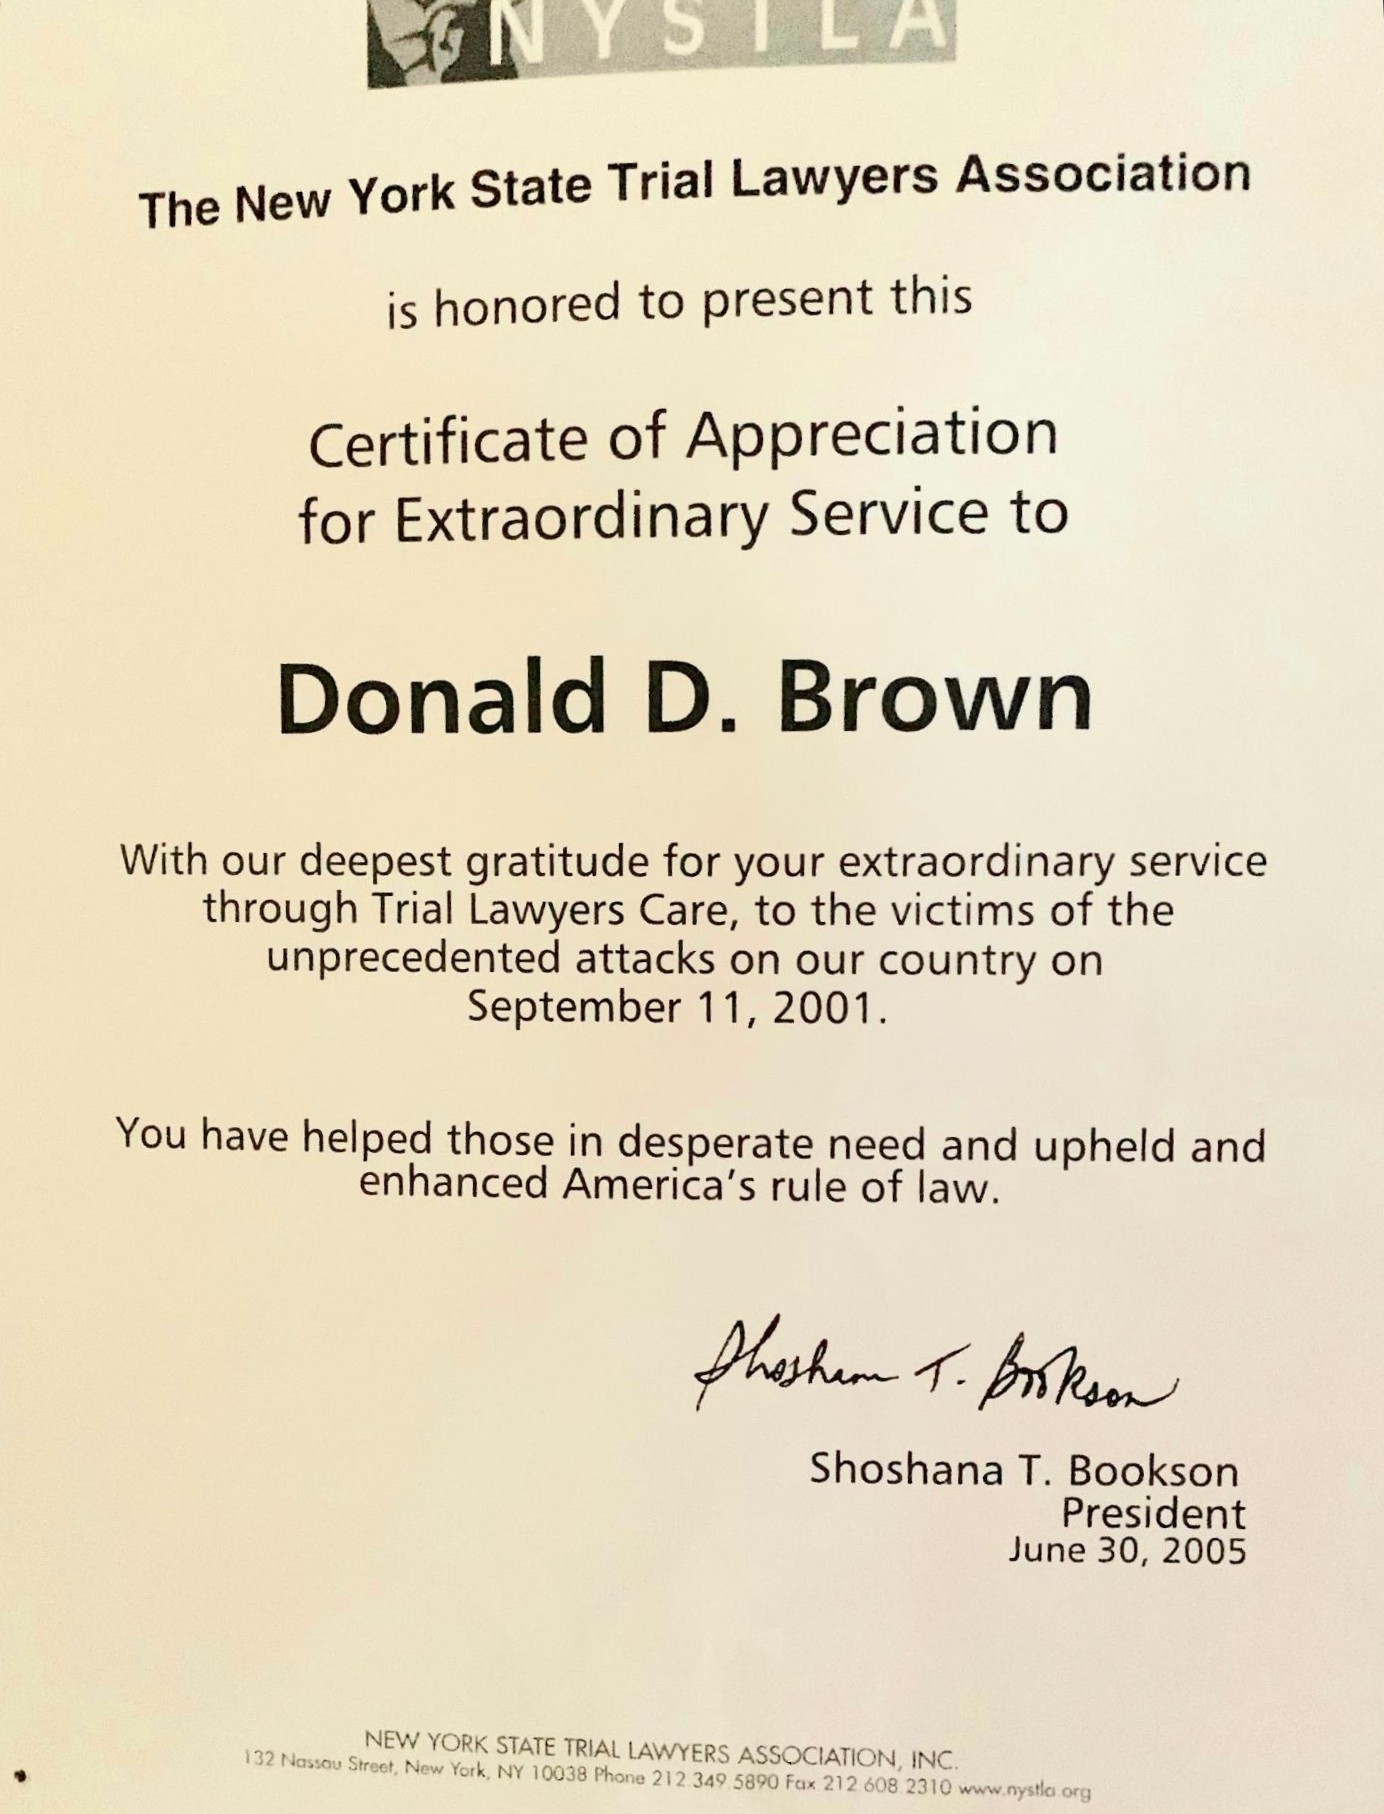 NYSTLA
The New York State Trial Lawyers Association
is honored to present this
Certificate of Appreciation
for Extraordinary Service to
Donald D. Brown
With our deepest gratitude for your extraordinary service
through Trial Lawyers Care, to the victims of the
unprecedented attacks on our country on
September 11, 2001.
You have helped those in desperate need and upheld and
enhanced America's rule of law.
Shoshana T. Bookson
Shoshana T. Bookson
President
June 30, 2005
NEW YORK STATE TRIAL LAWYERS ASSOCIATION, INC.
132 Nassau Street, New York, NY 10038 Phone 212.349.5890 Fax 212.608.2310 www.nystla.org